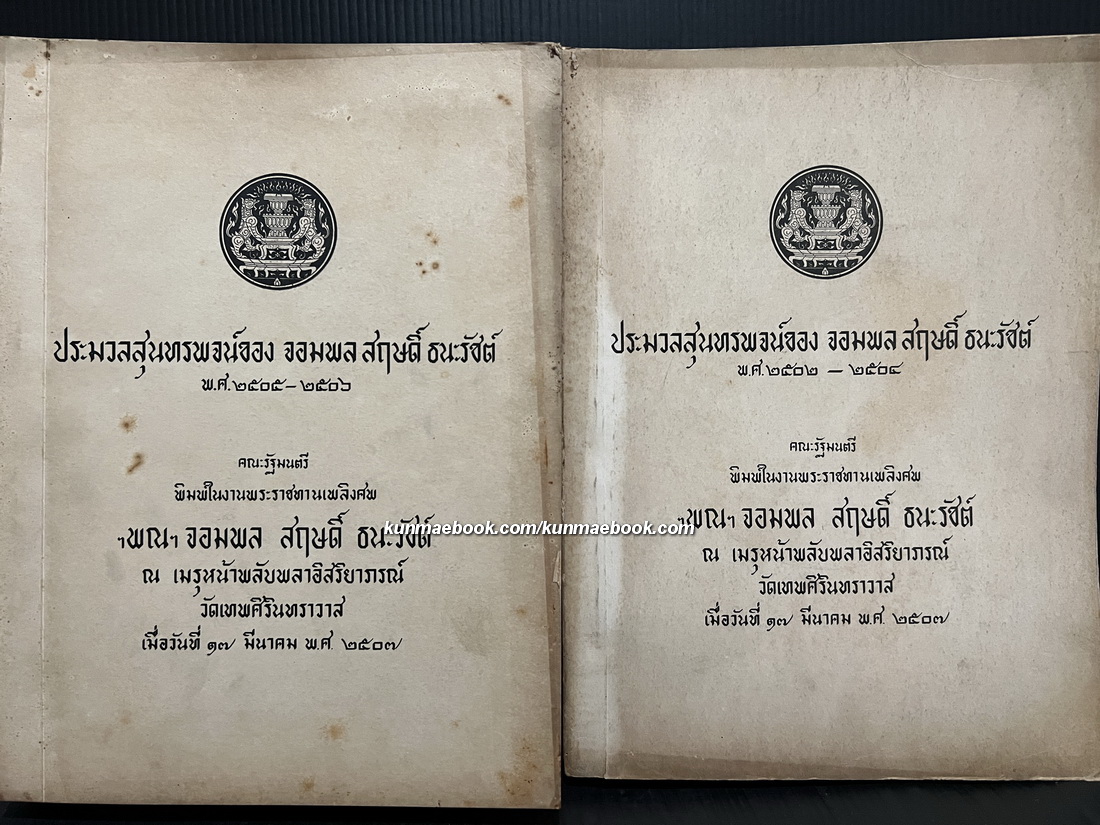 ประมวลสุนทรพจน์ของ จอมพล สฤษดิ์ ธนะรัชต์
พ.ศ. ๒๕๐๕ – ๒๕๐๖
คณะรัฐมนตรี
พิมพ์ในงานพระราชทานเพลิงศพ
ฯพณฯ จอมพล สฤษดิ์ ธนะรัชต์
ณ เมรุหน้าพลับพลาอิสริยาภรณ์
วัดเทพศิรินทราวาส
เมื่อวันที่ ๑๗ มีนาคม พ.ศ. ๒๕๐๗
ประมวลสุนทรพจน์ของ จอมพล สฤษดิ์ ธนะรัชต์
พ.ศ. ๒๕๐๒ – ๒๕๐๔
คณะรัฐมนตรี
พิมพ์ในงานพระราชทานเพลิงศพ
ฯพณฯ จอมพล สฤษดิ์ ธนะรัชต์
ณ เมรุหน้าพลับพลาอิสริยาภรณ์
วัดเทพศิรินทราวาส
เมื่อวันที่ ๑๗ มีนาคม พ.ศ. ๒๕๐๗
kunmaebook.com/kunmaebook.com